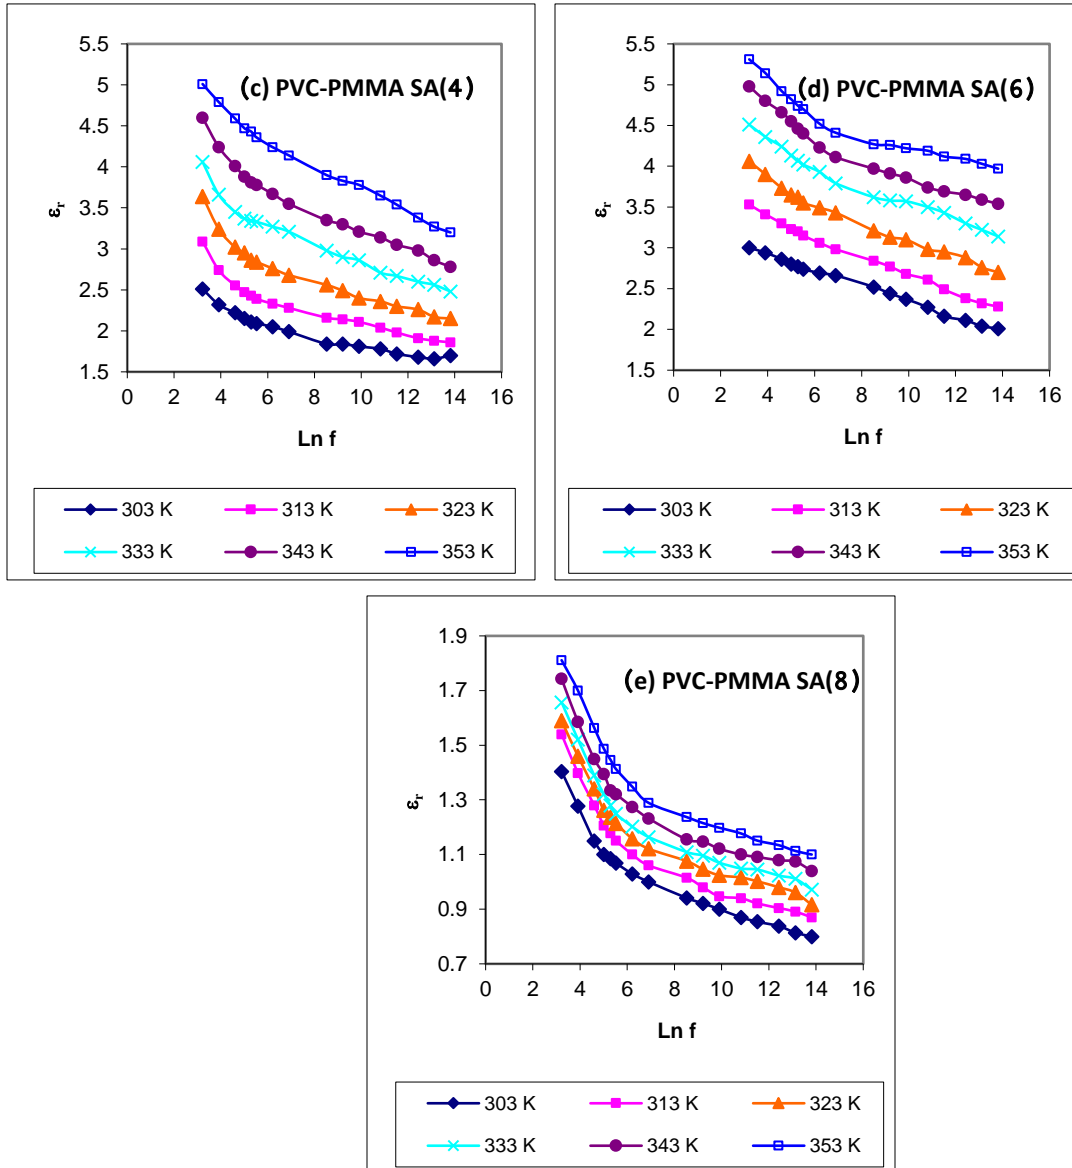 (c) PVC-PMMA SA(4)
5.5
5
4.5
4
3.5
3
2.5
2
1.5
εr
0 2 4 6 8 10 12 14 16
Ln f
303 K 313 K 323 K
333 K 343 K 353 K
(d) PVC-PMMA SA(6)
5.5
5
4.5
4
3.5
3
2.5
2
1.5
εr
0 2 4 6 8 10 12 14 16
Ln f
303 K 313 K 323 K
333 K 343 K 353 K
(e) PVC-PMMA SA(8)
1.9
1.7
1.5
1.3
1.1
0.9
0.7
εr
0 2 4 6 8 10 12 14 16
Ln f
303 K 313 K 323 K
333 K 343 K 353 K